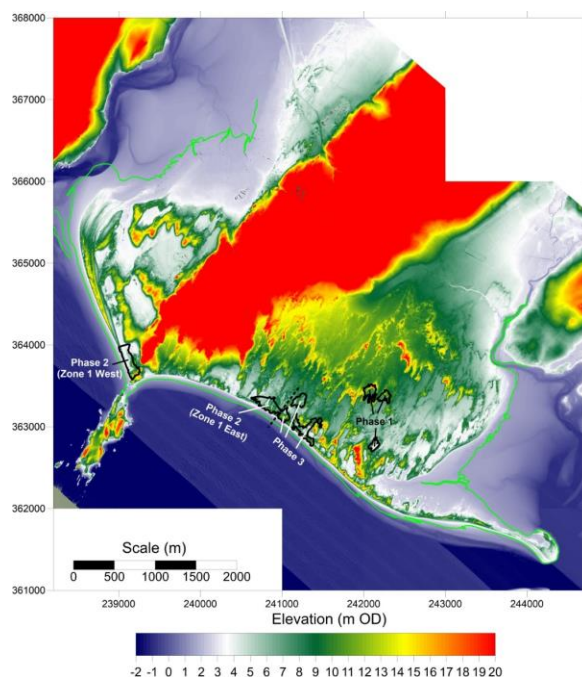 368000
367000
366000
365000
364000
363000
362000
361000
Phase 2
(Zone 1 West)
Phase 2
(Zone 1 East)
Phase 3
Phase 1
Scale (m)
0 500 1000 1500 2000
239000 240000 241000 242000 243000 244000
Elevation (m OD)
-2 -1 0 1 2 3 4 5 6 7 8 9 10 11 12 13 14 15 16 17 18 19 20